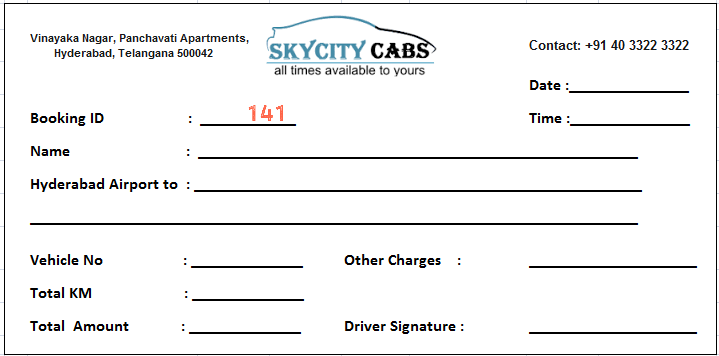 Vinayaka Nagar, Panchavati Apartments,
Hyderabad, Telangana 500042
SKYCITY CABS
all times available to yours
Contact: +91 40 3322 3322
Date :
Booking ID : 141 Time :
Name :
Hyderabad Airport to :
Vehicle No : Other Charges :
Total KM :
Total Amount : Driver Signature :